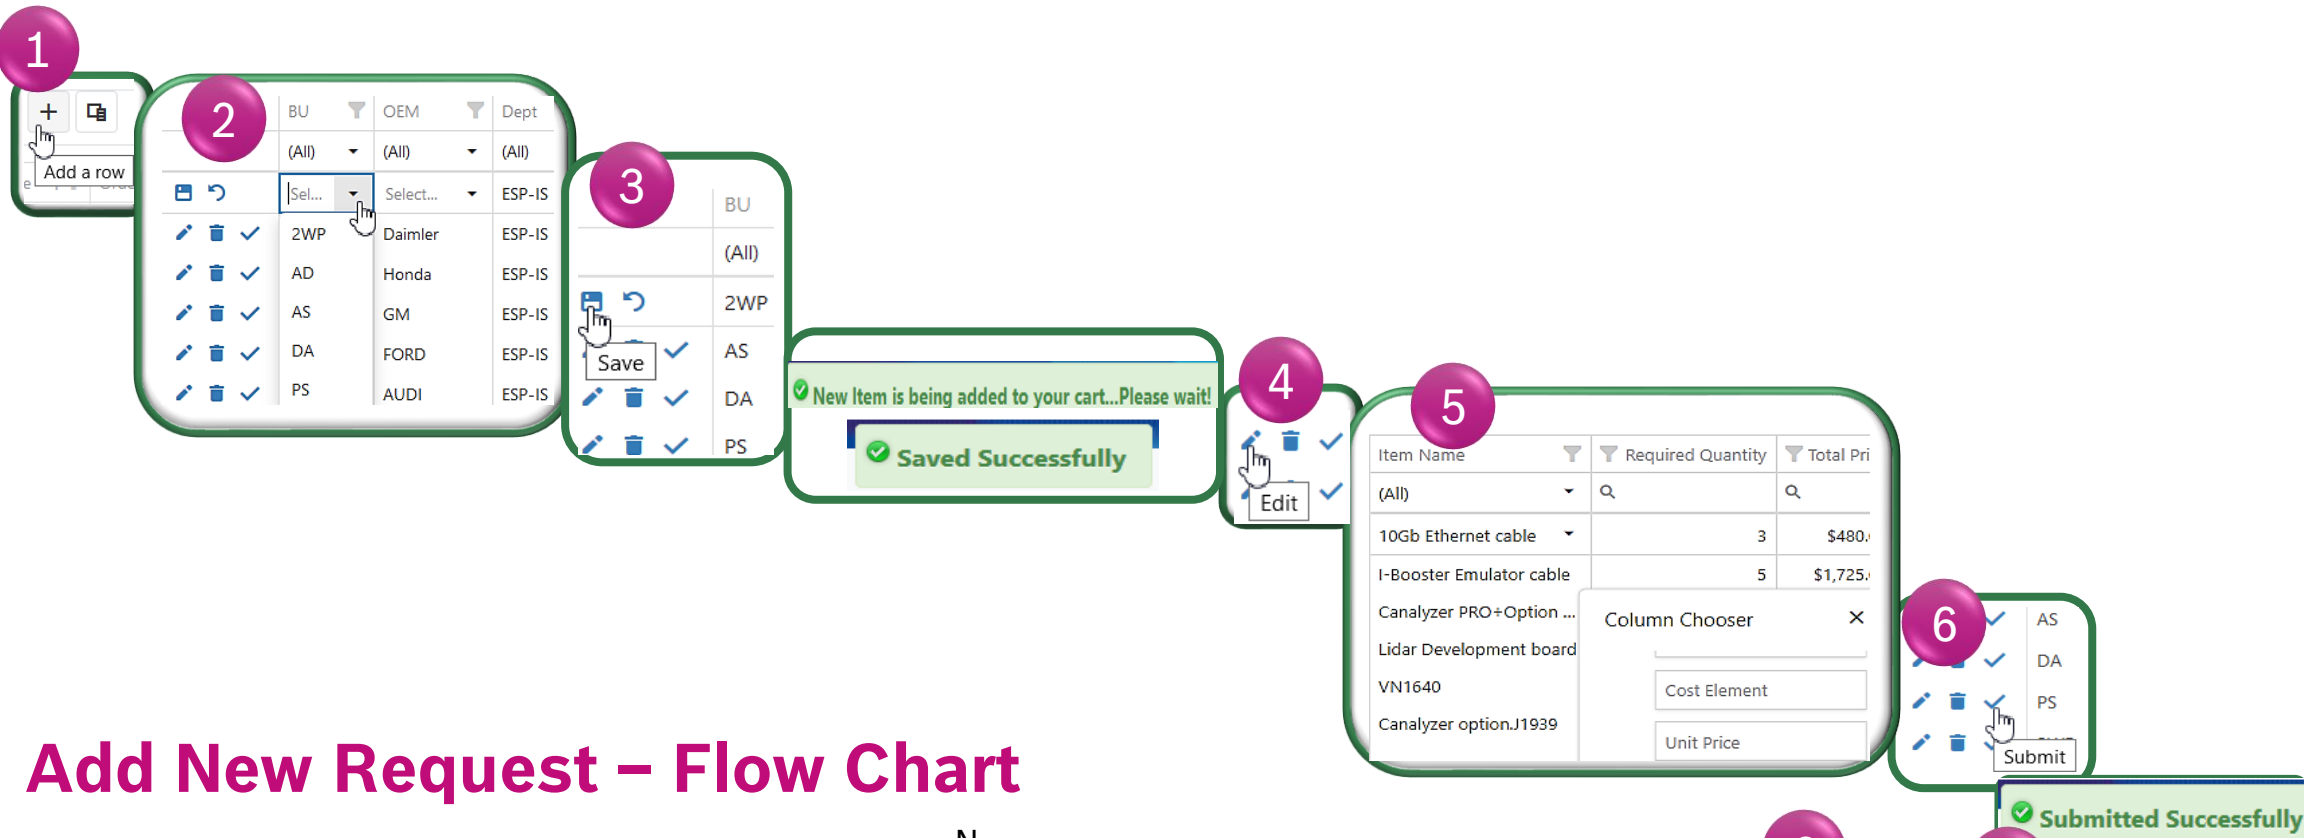 1
Add a row
2
BU OEM Dept
(All) (All) (All)
Sel... Select... ESP-IS
2WP Daimler ESP-IS
AD Honda ESP-IS
AS GM ESP-IS
DA FORD ESP-IS
PS AUDI ESP-IS
3
BU
(All)
2WP
AS
Save
DA
PS
New Item is being added to your cart...Please wait!
Saved Successfully
4
Edit
5
Item Name Required Quantity Total Pri
(All)
10Gb Ethernet cable 3 $480.
I-Booster Emulator cable 5 $1,725.
Canalyzer PRO+Option ...
Lidar Development board
VN1640
Canalyzer option.J1939
Column Chooser
Cost Element
Unit Price
6
AS
DA
PS
Submit
Submitted Successfully
Add New Request – Flow Chart